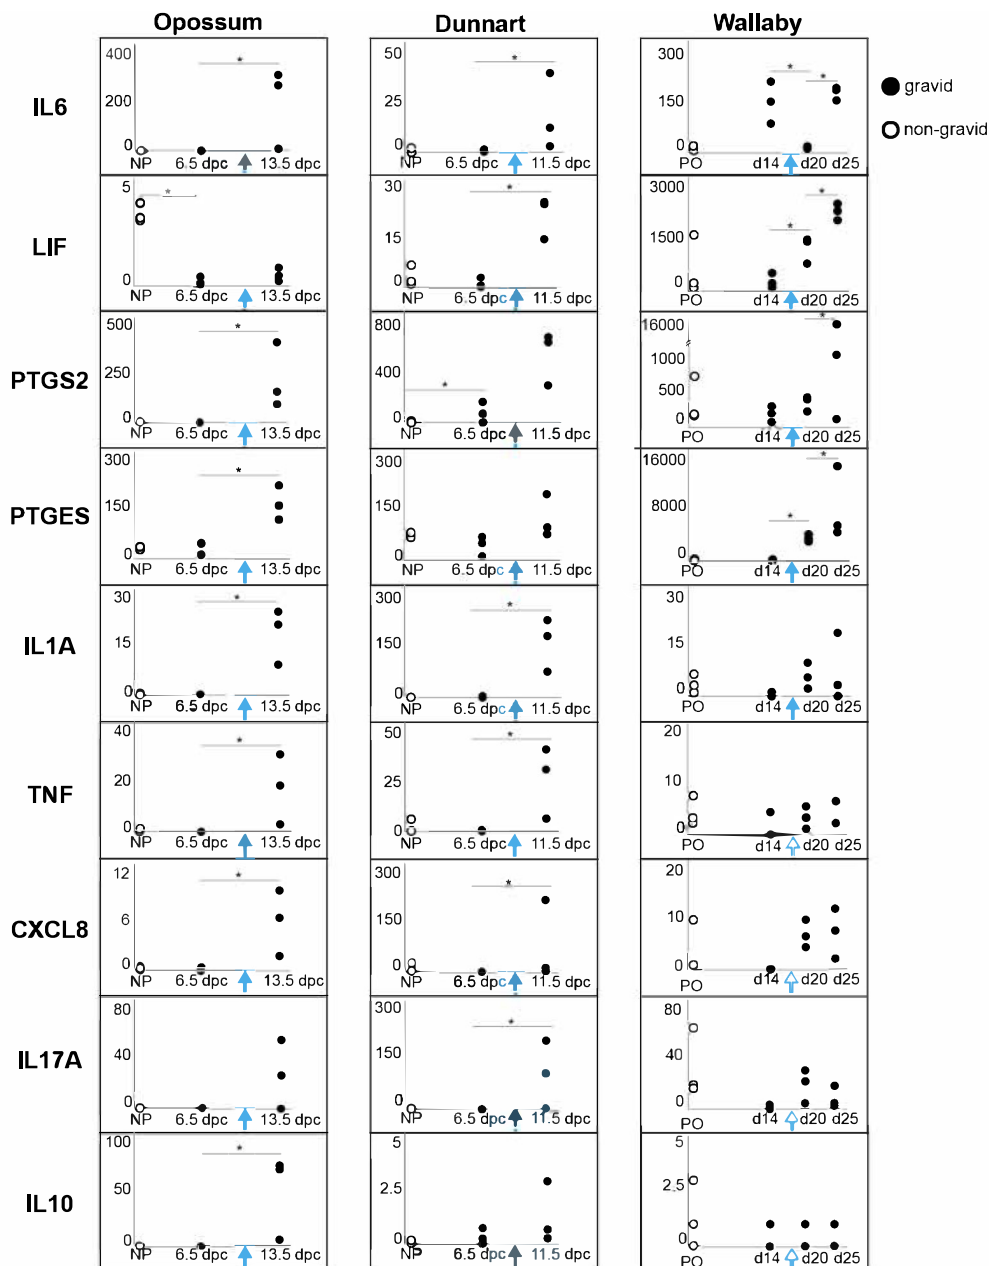 Opossum Dunnart Wallaby
gravid
non-gravid
IL6
400
200
0
*
NP 6.5 dpc 13.5 dpc
50
25
0
*
NP 6.5 dpc 11.5 dpc
300
150
0
* *
PO d14 d20 d25
LIF
5
0
*
NP 6.5 dpc 13.5 dpc
30
15
0
*
NP 6.5 dpc 11.5 dpc
3000
1500
0
* *
PO d14 d20 d25
PTGS2
500
250
0
*
NP 6.5 dpc 13.5 dpc
800
400
0
*
NP 6.5 dpc 11.5 dpc
16000
1000
500
0
*
PO d14 d20 d25
PTGES
300
150
0
*
NP 6.5 dpc 13.5 dpc
300
150
0
NP 6.5 dpc 11.5 dpc
16000
8000
0
* *
PO d14 d20 d25
IL1A
30
15
0
*
NP 6.5 dpc 13.5 dpc
300
150
0
*
NP 6.5 dpc 11.5 dpc
30
15
0
PO d14 d20 d25
TNF
40
20
0
*
NP 6.5 dpc 13.5 dpc
50
25
0
*
NP 6.5 dpc 11.5 dpc
20
10
0
PO d14 d20 d25
CXCL8
12
6
0
*
NP 6.5 dpc 13.5 dpc
300
150
0
*
NP 6.5 dpc 11.5 dpc
20
10
0
PO d14 d20 d25
IL17A
80
40
0
NP 6.5 dpc 13.5 dpc
300
150
0
*
NP 6.5 dpc 11.5 dpc
80
40
0
PO d14 d20 d25
IL10
100
50
0
*
NP 6.5 dpc 13.5 dpc
5
2.5
0
NP 6.5 dpc 11.5 dpc
5
2.5
0
PO d14 d20 d25